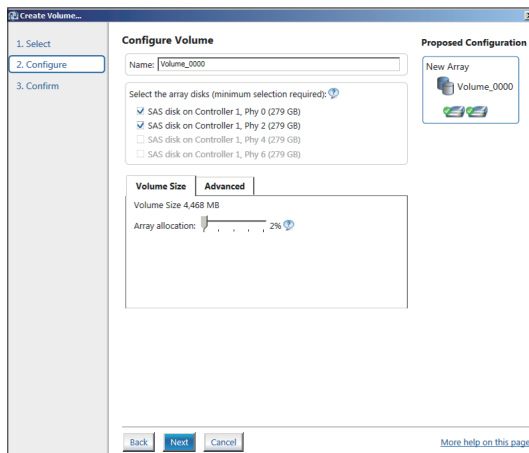 Create Volume...
1. Select
2. Configure
3. Confirm
Configure Volume
Name: Volume_0000
Select the array disks (minimum selection required):
SAS disk on Controller 1, Phy 0 (279 GB)
SAS disk on Controller 1, Phy 2 (279 GB)
SAS disk on Controller 1, Phy 4 (279 GB)
SAS disk on Controller 1, Phy 6 (279 GB)
Volume Size Advanced
Volume Size 4,468 MB
Array allocation: 2%
Proposed Configuration
New Array
Volume_0000
Back Next Cancel
More help on this page